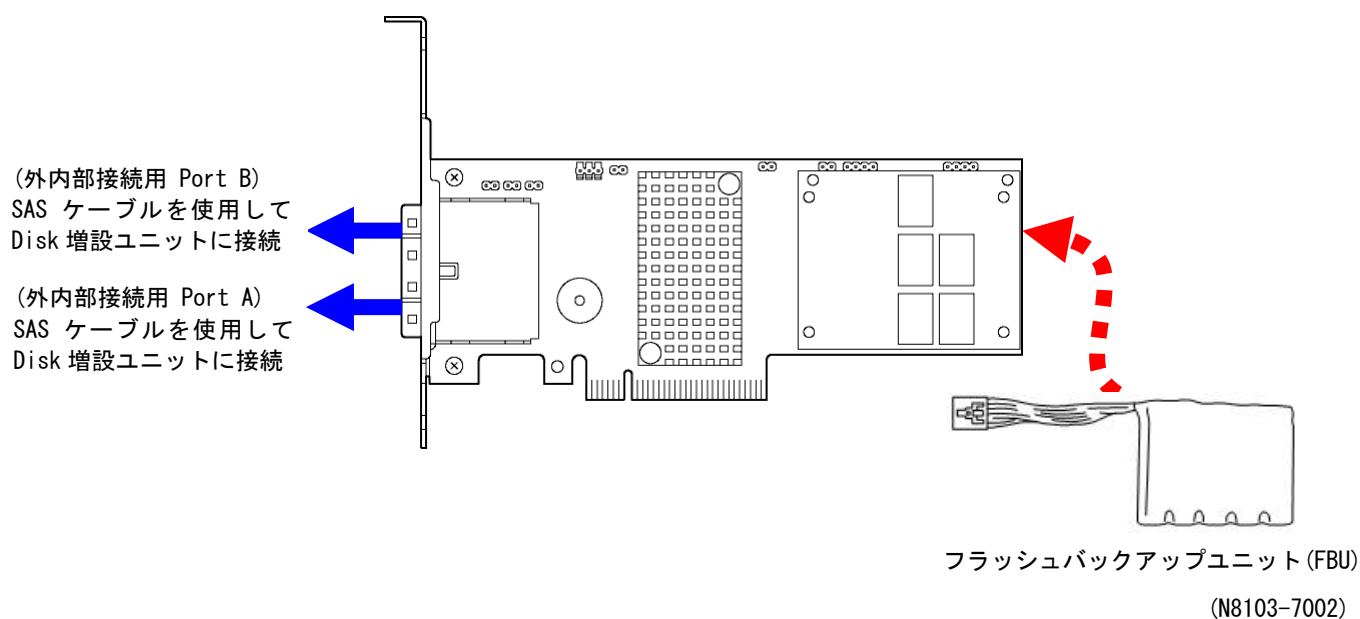 (外内部接続用 Port B)
SAS ケーブルを使用して
Disk 増設ユニットに接続
(外内部接続用 Port A)
SAS ケーブルを使用して
Disk 増設ユニットに接続
フラッシュバックアップユニット(FBU)
(N8103-7002)